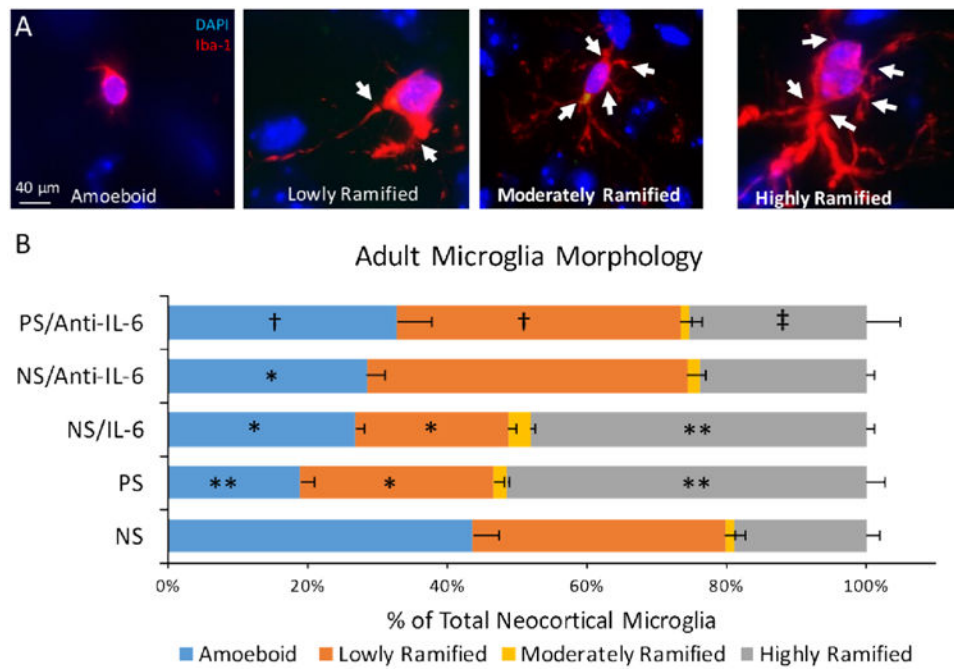 A
DAPI
Iba-1
40 µm
Amoeboid
Lowly Ramified
Moderately Ramified
Highly Ramified
B
Adult Microglia Morphology
PS/Anti-IL-6
† † ‡
NS/Anti-IL-6
*
NS/IL-6
* * **
PS
** * **
NS
0% 20% 40% 60% 80% 100%
% of Total Neocortical Microglia
Amoeboid Lowly Ramified Moderately Ramified Highly Ramified